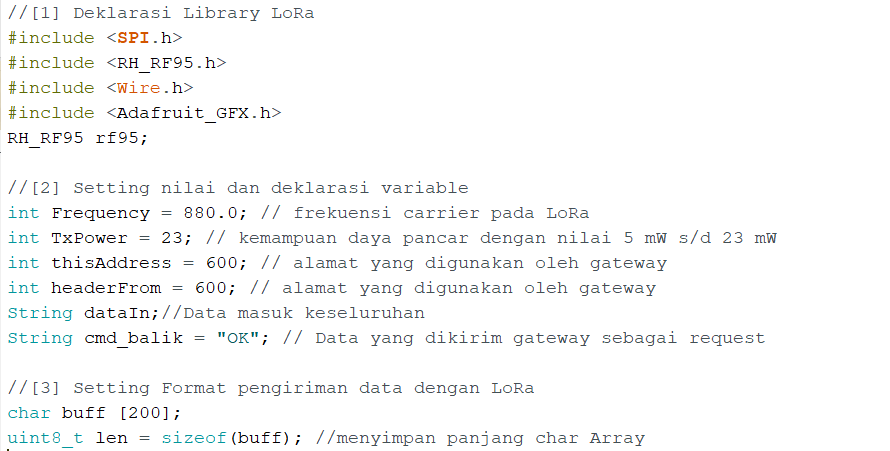 //[1] Deklarasi Library LoRa
#include <SPI.h>
#include <RH_RF95.h>
#include <Wire.h>
#include <Adafruit_GFX.h>
RH_RF95 rf95;
//[2] Setting nilai dan deklarasi variable
int Frequency = 880.0; // frekuensi carrier pada LoRa
int TxPower = 23; // kemampuan daya pancar dengan nilai 5 mW s/d 23 mW
int thisAddress = 600; // alamat yang digunakan oleh gateway
int headerFrom = 600; // alamat yang digunakan oleh gateway
String dataIn;//Data masuk keseluruhan
String cmd_balik = "OK"; // Data yang dikirim gateway sebagai request
//[3] Setting Format pengiriman data dengan LoRa
char buff [200];
uint8_t len = sizeof(buff); //menyimpan panjang char Array